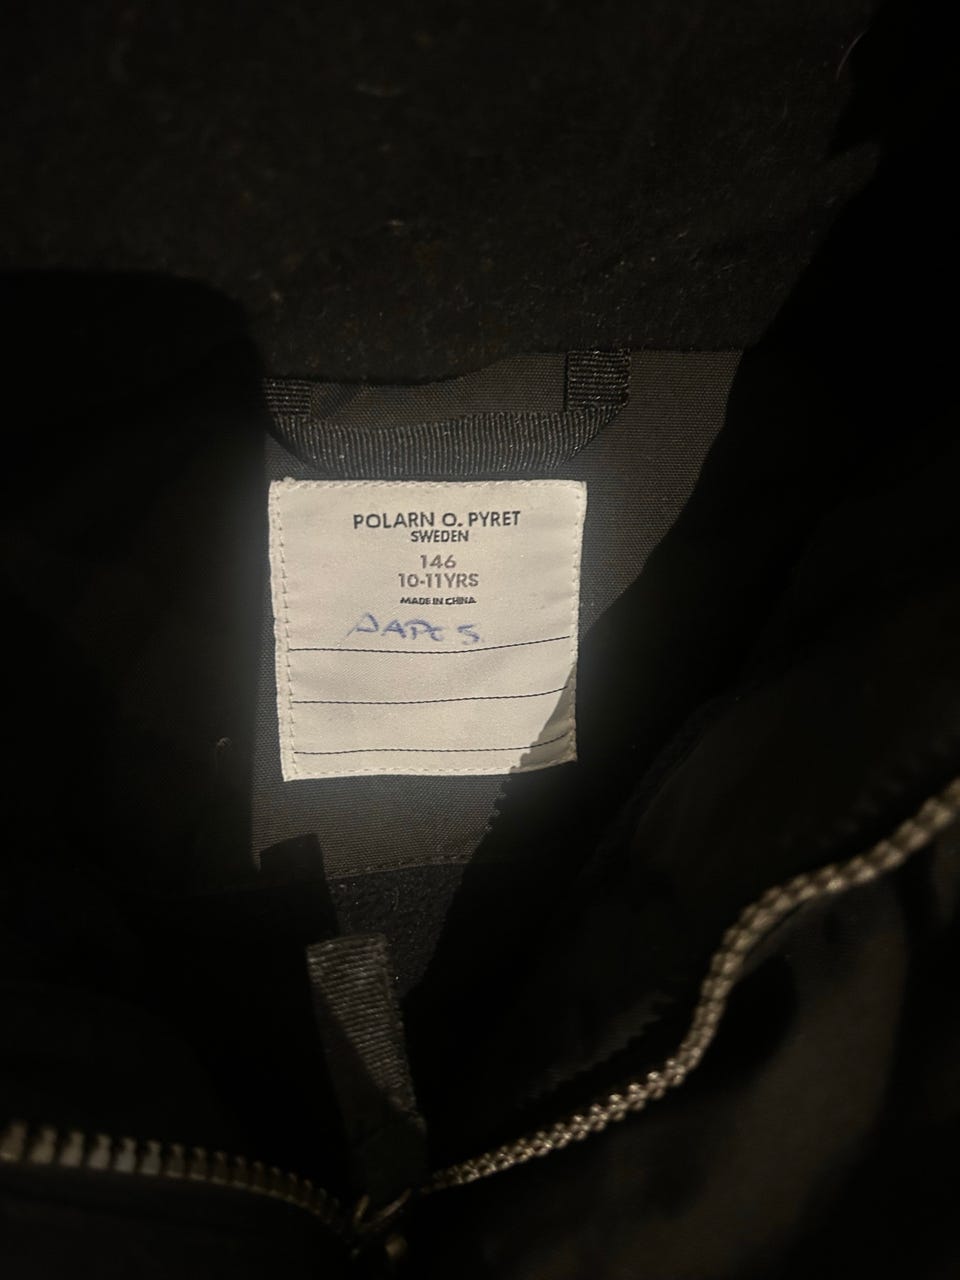 POLARN O. PYRET
SWEDEN
146
10-11YRS
MADE IN CHINA